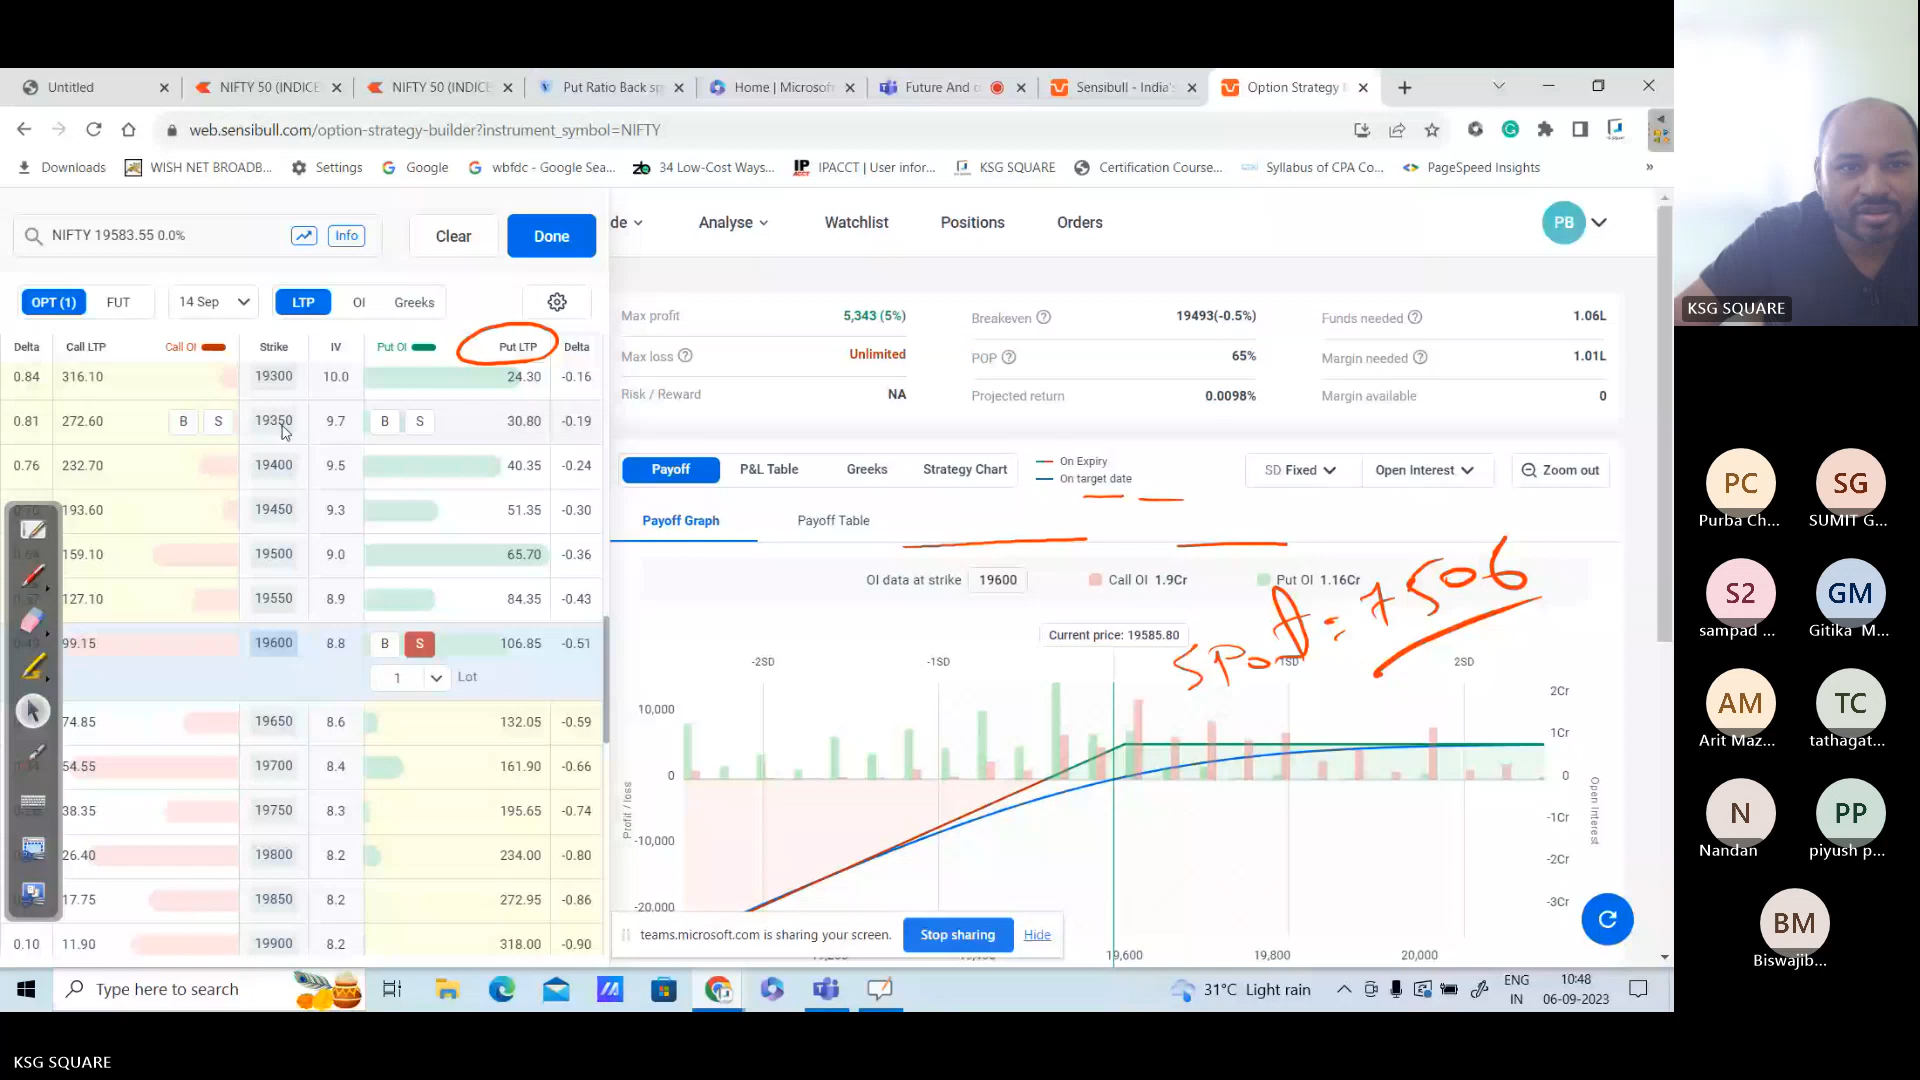 Untitled
NIFTY 50 (INDICE
NIFTY 50 (INDICE
Put Ratio Back sp
Home | Microsof
Future And
Sensibull - India's
Option Strategy
web.sensibull.com/option-strategy-builder?instrument_symbol=NIFTY
Downloads
WISH NET BROADB...
Settings
Google
wbfdc - Google Sea...
34 Low-Cost Ways...
IPACCT | User infor...
KSG SQUARE
Certification Course...
Syllabus of CPA Co...
PageSpeed Insights
NIFTY 19583.55 0.0%
Info
Clear
Done
de
Analyse
Watchlist
Positions
Orders
PB
OPT (1)
FUT
14 Sep
LTP
OI
Greeks
Delta Call LTP Call OI Strike IV Put OI Put LTP Delta
0.84 316.10 19300 10.0 24.30 -0.16
0.81 272.60 B S 19350 9.7 B S 30.80 -0.19
0.76 232.70 19400 9.5 40.35 -0.24
193.60 19450 9.3 51.35 -0.30
159.10 19500 9.0 65.70 -0.36
127.10 19550 8.9 84.35 -0.43
99.15 19600 8.8 B S 106.85 -0.51
1 Lot
74.85 19650 8.6 132.05 -0.59
54.55 19700 8.4 161.90 -0.66
38.35 19750 8.3 195.65 -0.74
26.40 19800 8.2 234.00 -0.80
17.75 19850 8.2 272.95 -0.86
0.10 11.90 19900 8.2 318.00 -0.90
Max profit 5,343 (5%)
Max loss Unlimited
Risk / Reward NA
Breakeven 19493(-0.5%)
POP 65%
Projected return 0.0098%
Funds needed 1.06L
Margin needed 1.01L
Margin available 0
Payoff
P&L Table
Greeks
Strategy Chart
On Expiry
On target date
SD Fixed
Open Interest
Zoom out
Payoff Graph
Payoff Table
OI data at strike 19600
Call OI 1.9Cr
Put OI 1.16Cr
Spot = 7506
Current price: 19585.80
-2SD
-1SD
1SD
2SD
10,000
0
-10,000
-20,000
Profit / loss
2Cr
1Cr
0
-1Cr
-2Cr
-3Cr
Open Interest
19,600
19,800
20,000
teams.microsoft.com is sharing your screen.
Stop sharing
Hide
Type here to search
31°C Light rain
ENG
IN
10:48
06-09-2023
KSG SQUARE
PC
Purba Ch...
SG
SUMIT G...
S2
sampad ...
GM
Gitika M...
AM
Arit Maz...
TC
tathagat...
N
Nandan
PP
piyush p...
BM
Biswajib...
KSG SQUARE